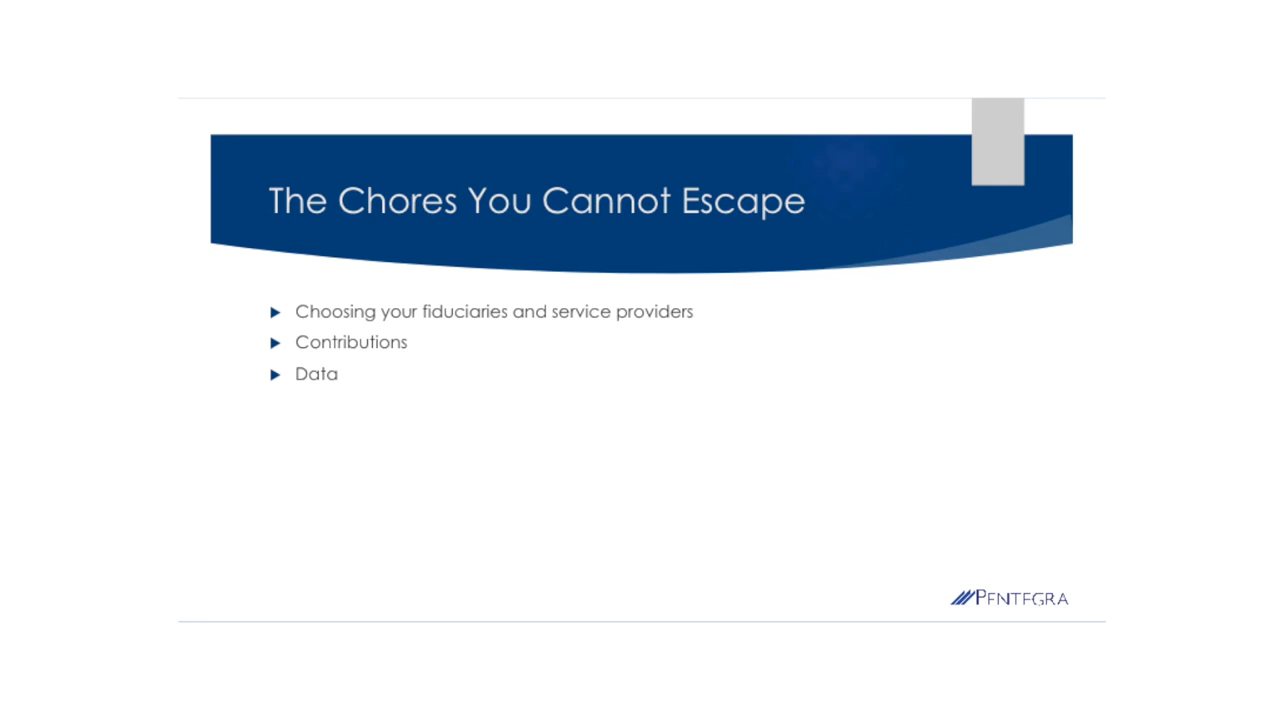 The Chores You Cannot Escape
Choosing your fiduciaries and service providers
Contributions
Data
PENTEGRA